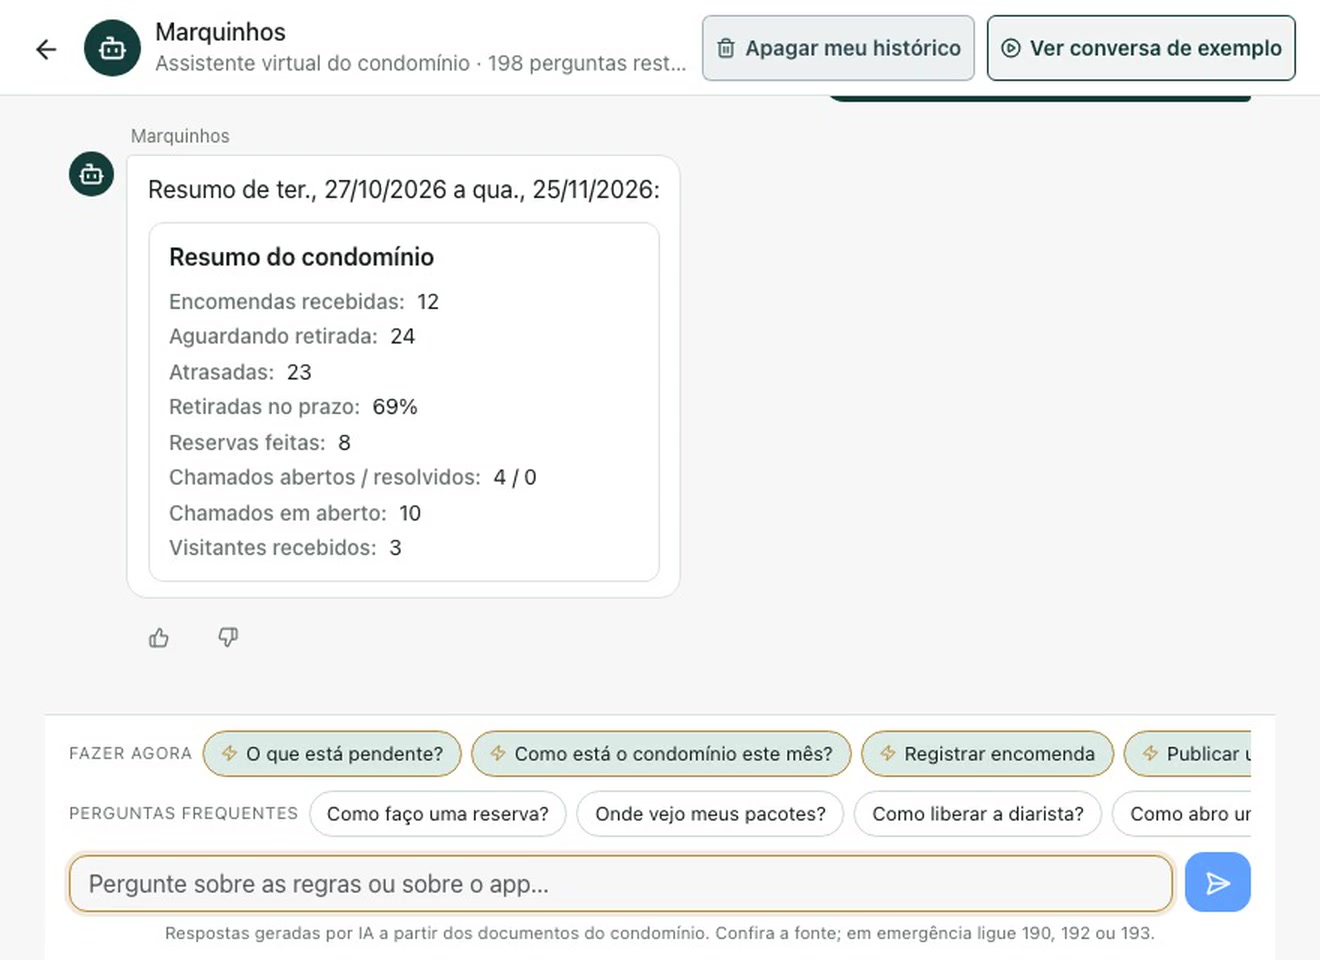 Marquinhos
Assistente virtual do condomínio · 198 perguntas rest...
Apagar meu histórico
Ver conversa de exemplo
Marquinhos
Resumo de ter., 27/10/2026 a qua., 25/11/2026:
Resumo do condomínio
Encomendas recebidas: 12
Aguardando retirada: 24
Atrasadas: 23
Retiradas no prazo: 69%
Reservas feitas: 8
Chamados abertos / resolvidos: 4 / 0
Chamados em aberto: 10
Visitantes recebidos: 3
FAZER AGORA
O que está pendente?
Como está o condomínio este mês?
Registrar encomenda
Publicar
PERGUNTAS FREQUENTES
Como faço uma reserva?
Onde vejo meus pacotes?
Como liberar a diarista?
Como abro
Pergunte sobre as regras ou sobre o app...
Respostas geradas por IA a partir dos documentos do condomínio. Confira a fonte; em emergência ligue 190, 192 ou 193.